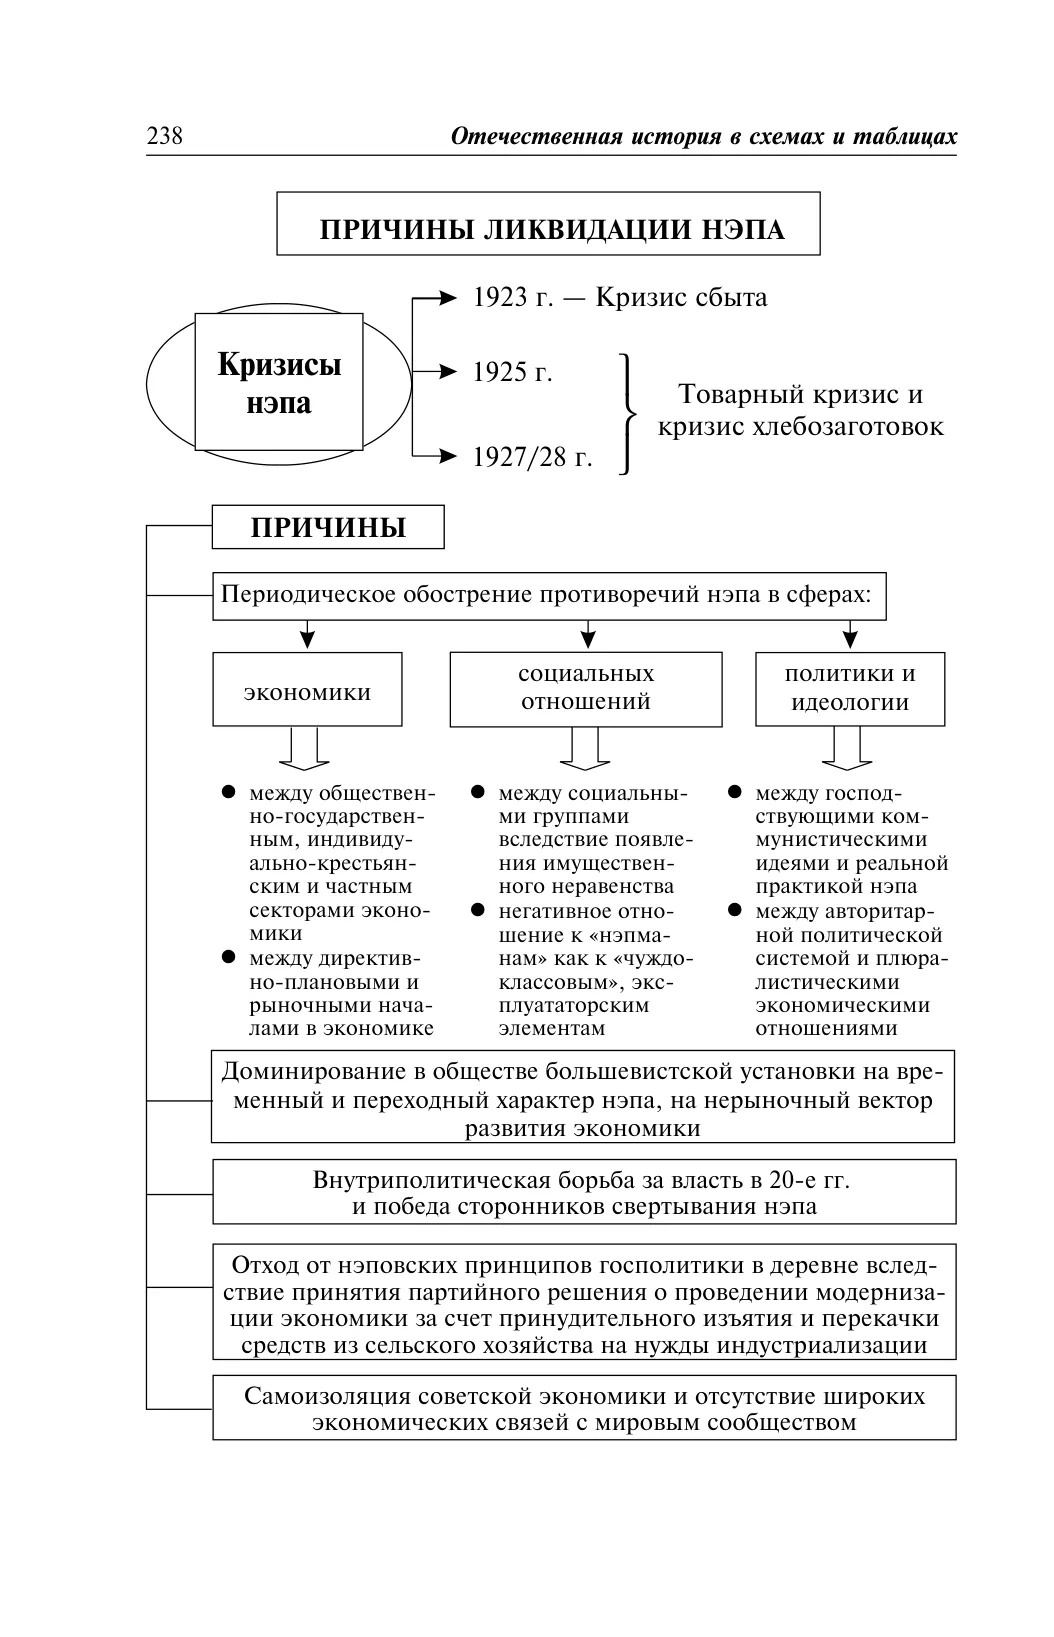 238
Отечественная история в схемах и таблицах
ПРИЧИНЫ ЛИКВИДАЦИИ НЭПА
Кризисы
нэпа
1923 г. — Кризис сбыта
1925 г.
1927/28 г.
Товарный кризис и
кризис хлебозаготовок
ПРИЧИНЫ
Периодическое обострение противоречий нэпа в сферах:
экономики
● между обществен-
но-государствен-
ным, индивиду-
ально-крестьян-
ским и частным
секторами эконо-
мики
● между директив-
но-плановыми и
рыночными нача-
лами в экономике
социальных
отношений
● между социальны-
ми группами
вследствие появле-
ния имуществен-
ного неравенства
● негативное отно-
шение к «нэпма-
нам» как к «чуждо-
классовым», экс-
плуататорским
элементам
политики и
идеологии
● между господ-
ствующими ком-
мунистическими
идеями и реальной
практикой нэпа
● между авторитар-
ной политической
системой и плюра-
листическими
экономическими
отношениями
Доминирование в обществе большевистской установки на вре-
менный и переходный характер нэпа, на нерыночный вектор
развития экономики
Внутриполитическая борьба за власть в 20-е гг.
и победа сторонников свертывания нэпа
Отход от нэповских принципов госполитики в деревне вслед-
ствие принятия партийного решения о проведении модерниза-
ции экономики за счет принудительного изъятия и перекачки
средств из сельского хозяйства на нужды индустриализации
Самоизоляция советской экономики и отсутствие широких
экономических связей с мировым сообществом